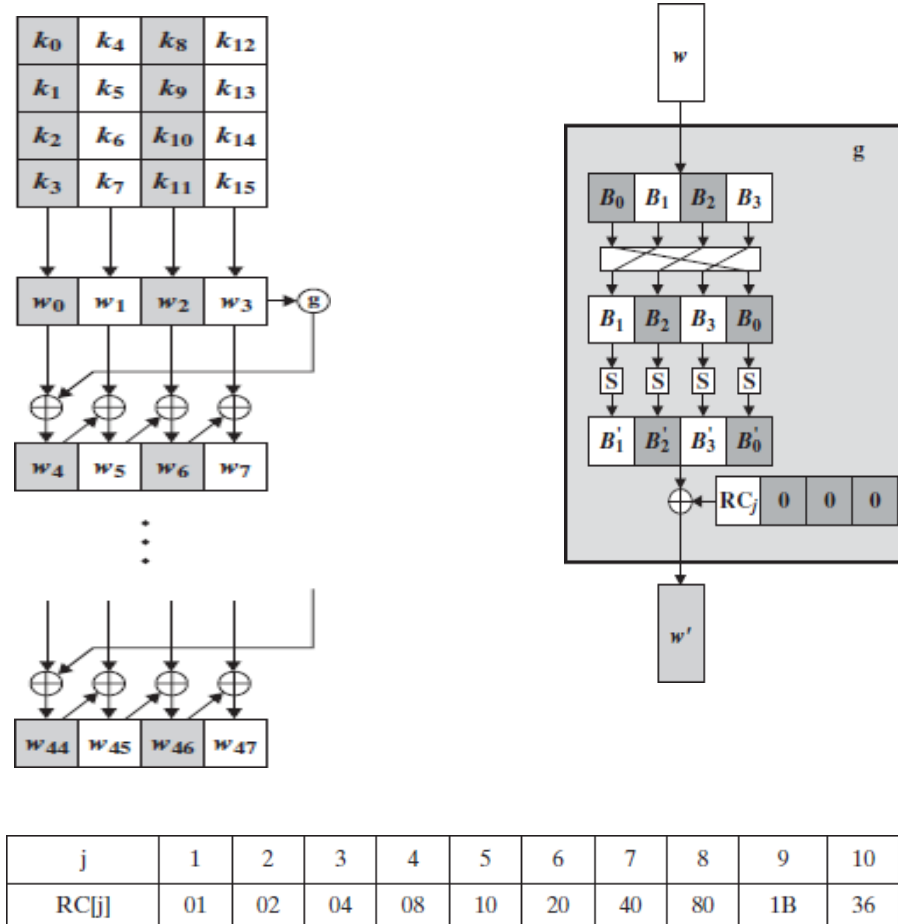 k0 k4 k8 k12
k1 k5 k9 k13
k2 k6 k10 k14
k3 k7 k11 k15
w0 w1 w2 w3 g
w4 w5 w6 w7
w44 w45 w46 w47
w
g
B0 B1 B2 B3
B1 B2 B3 B0
S S S S
B'1 B'2 B'3 B'0
RCj 0 0 0
w'
j 1 2 3 4 5 6 7 8 9 10
RC[j] 01 02 04 08 10 20 40 80 1B 36